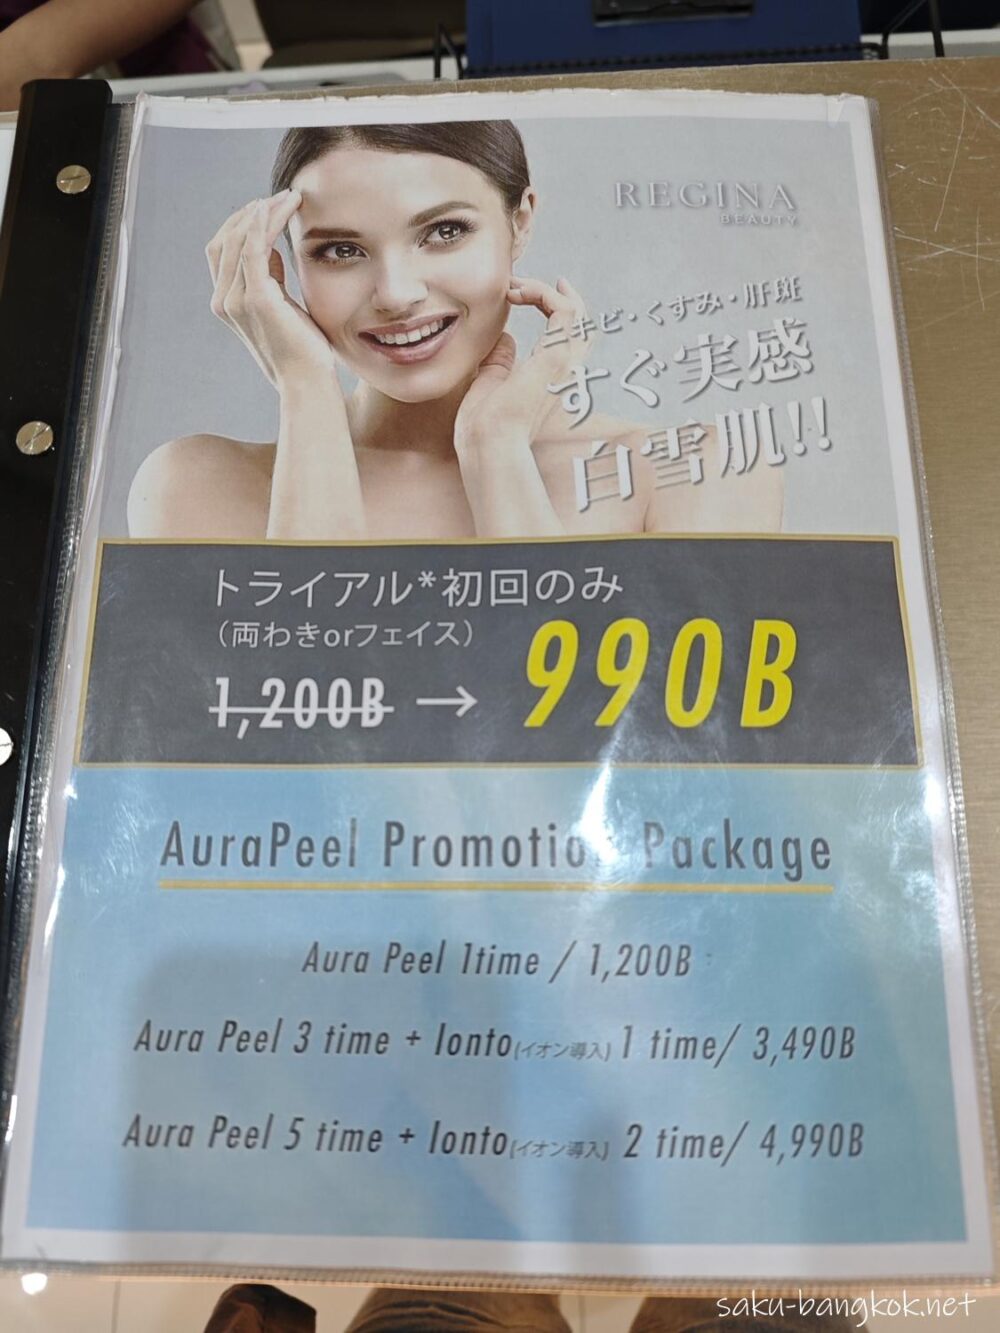 REGINA
BEAUTY
ニキビ・くすみ・肝斑
すぐ実感
白雪肌!!
トライアル*初回のみ
（両わきorフェイス）
1,200B → 990B
AuraPeel Promotion Package
Aura Peel 1time / 1,200B
Aura Peel 3 time + Ionto(イオン導入) 1 time/ 3,490B
Aura Peel 5 time + Ionto(イオン導入) 2 time/ 4,990B
saku-bangkok.net